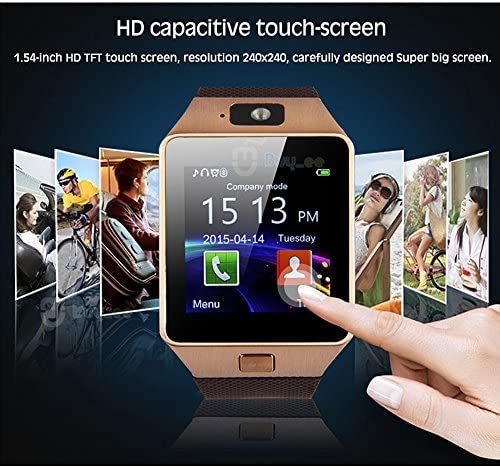 HD capacitive touch-screen
1.54-inch HD TFT touch screen, resolution 240x240, carefully designed Super big screen.
Company mode
15 13 PM
2015-04-14 Tuesday
Menu